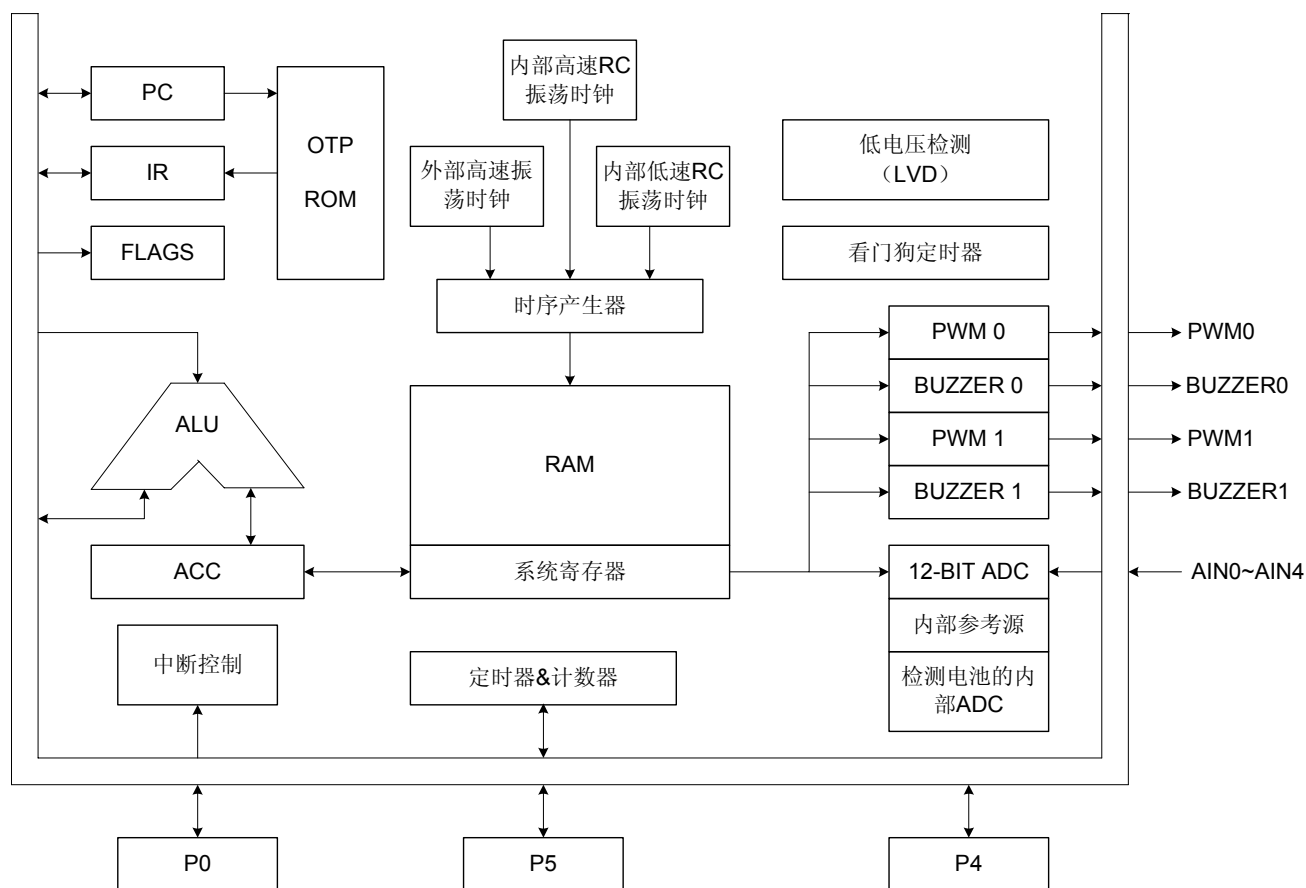 PC
IR
FLAGS
OTP
ROM
内部高速RC
振荡时钟
外部高速振
荡时钟
内部低速RC
振荡时钟
时序产生器
低电压检测
（LVD）
看门狗定时器
ALU
ACC
RAM
系统寄存器
PWM 0
BUZZER 0
PWM 1
BUZZER 1
12-BIT ADC
内部参考源
检测电池的内
部ADC
PWM0
BUZZER0
PWM1
BUZZER1
AIN0~AIN4
中断控制
定时器&计数器
P0
P5
P4